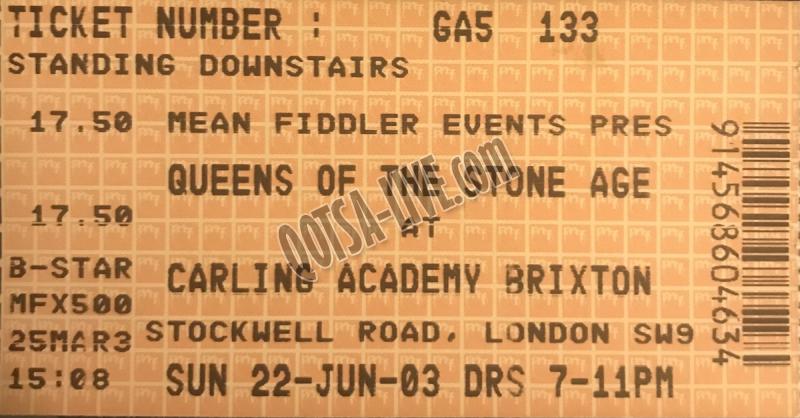 TICKET NUMBER : GA5 133
STANDING DOWNSTAIRS
17.50 MEAN FIDDLER EVENTS PRES
QUEENS OF THE STONE AGE
17.50 AT
B-STAR CARLING ACADEMY BRIXTON
MFX500
25MAR3 STOCKWELL ROAD, LONDON SW9
15:08 SUN 22-JUN-03 DRS 7-11PM
914568604634
QOTSA-LIVE.com